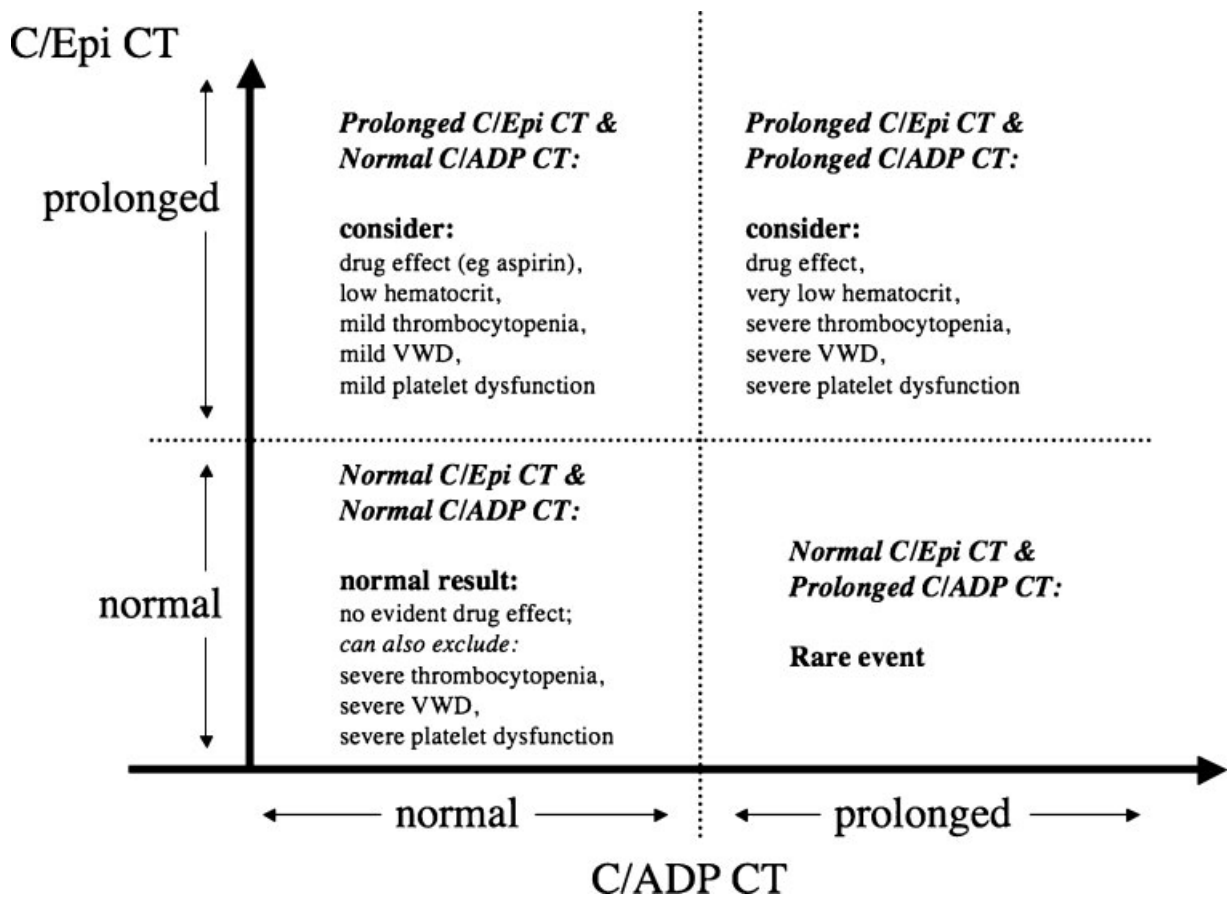 C/Epi CT
prolonged
Prolonged C/Epi CT &
Normal C/ADP CT:
consider:
drug effect (eg aspirin),
low hematocrit,
mild thrombocytopenia,
mild VWD,
mild platelet dysfunction
Prolonged C/Epi CT &
Prolonged C/ADP CT:
consider:
drug effect,
very low hematocrit,
severe thrombocytopenia,
severe VWD,
severe platelet dysfunction
normal
Normal C/Epi CT &
Normal C/ADP CT:
normal result:
no evident drug effect;
can also exclude:
severe thrombocytopenia,
severe VWD,
severe platelet dysfunction
Normal C/Epi CT &
Prolonged C/ADP CT:
Rare event
normal
prolonged
C/ADP CT